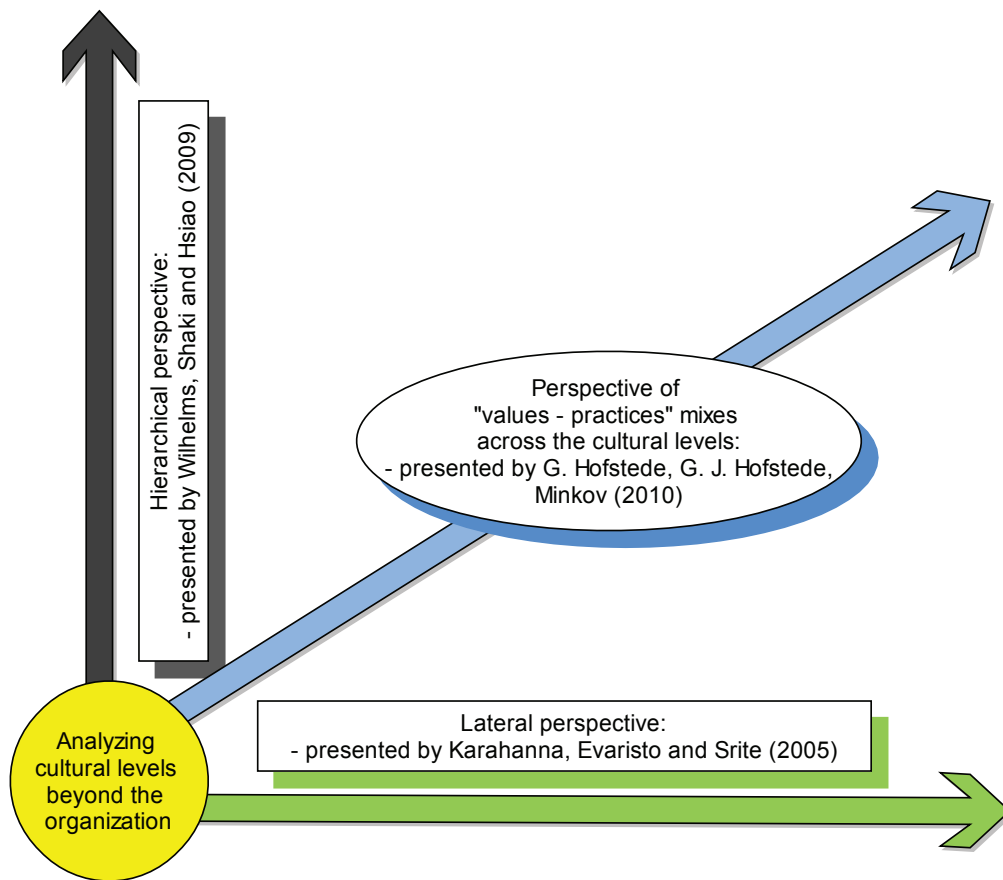 Hierarchical perspective:
- presented by Wilhelms, Shaki and Hsiao (2009)
Perspective of
"values - practices" mixes
across the cultural levels:
- presented by G. Hofstede, G. J. Hofstede,
Minkov (2010)
Lateral perspective:
- presented by Karahanna, Evaristo and Srite (2005)
Analyzing
cultural levels
beyond the
organization